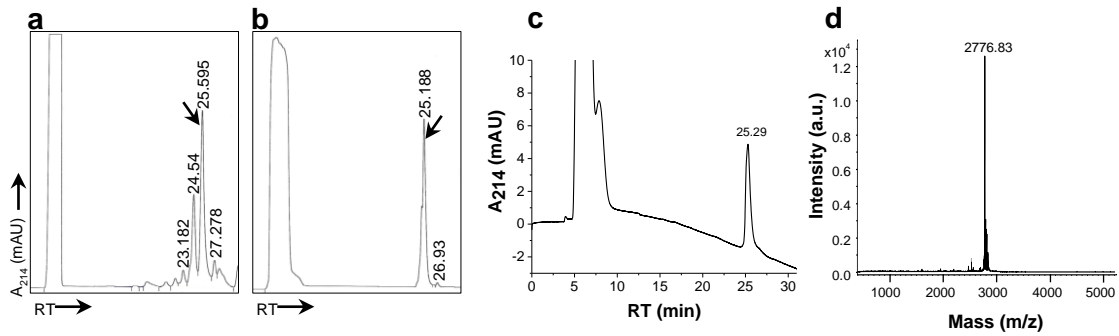 a
23.182
24.54
25.595
27.278
A214 (mAU)
RT
b
25.188
26.93
RT
c
10
8
6
4
2
0
-2
A214 (mAU)
25.29
0 5 10 15 20 25 30
RT (min)
d
x10⁴
1.2
1.0
0.8
0.6
0.4
0.2
0.0
Intensity (a.u.)
2776.83
1000 2000 3000 4000 5000
Mass (m/z)